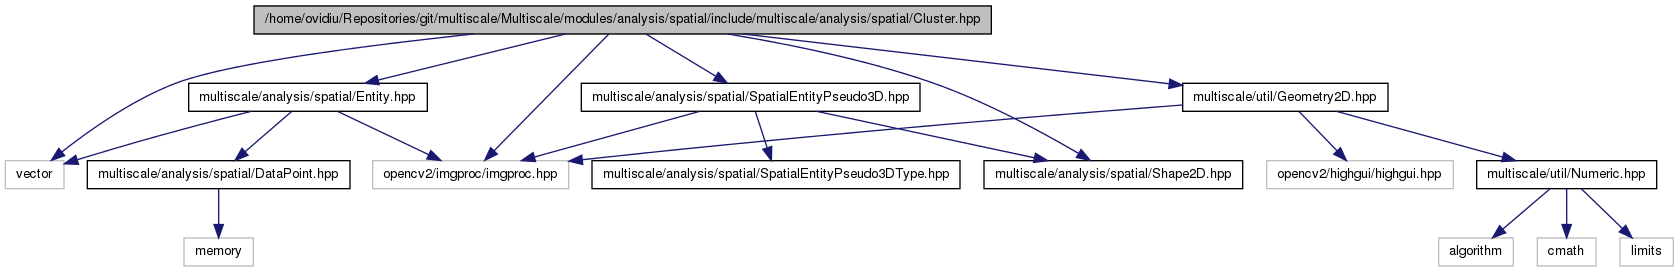 /home/ovidiu/Repositories/git/multiscale/Multiscale/modules/analysis/spatial/include/multiscale/analysis/spatial/Cluster.hpp
multiscale/analysis/spatial/Entity.hpp
multiscale/analysis/spatial/SpatialEntityPseudo3D.hpp
multiscale/util/Geometry2D.hpp
vector
multiscale/analysis/spatial/DataPoint.hpp
opencv2/imgproc/imgproc.hpp
multiscale/analysis/spatial/SpatialEntityPseudo3DType.hpp
multiscale/analysis/spatial/Shape2D.hpp
opencv2/highgui/highgui.hpp
multiscale/util/Numeric.hpp
memory
algorithm
cmath
limits